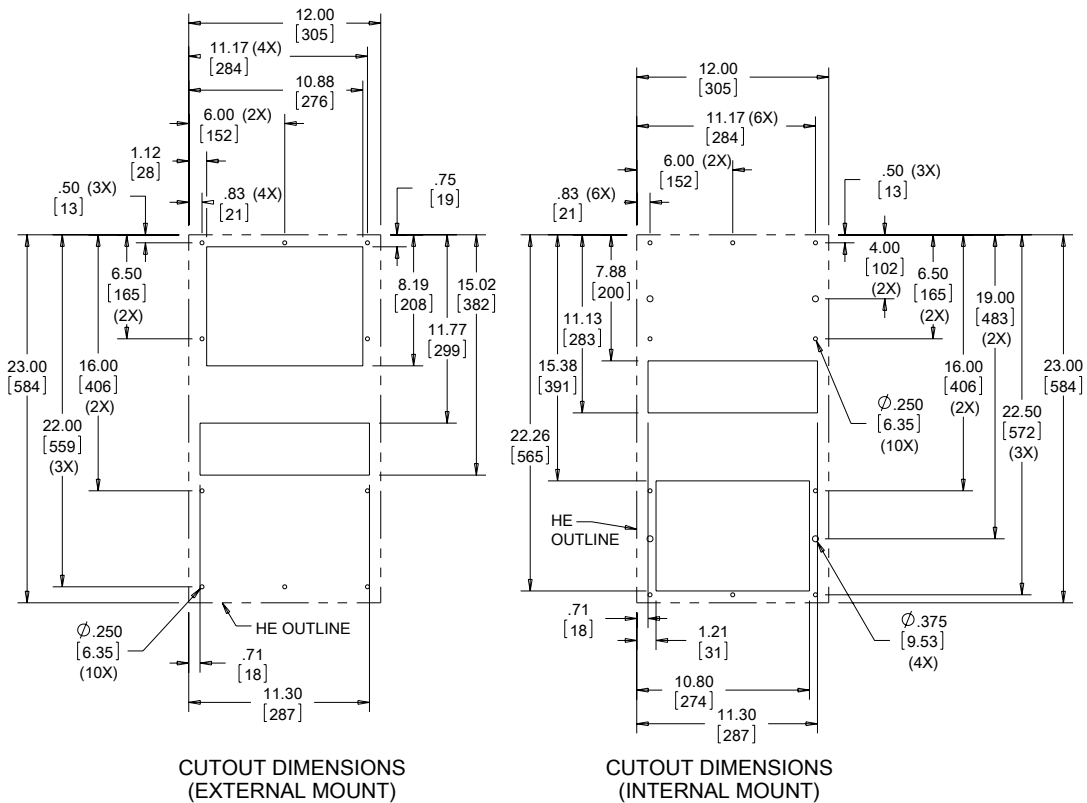 12.00
[305]
11.17 (4X)
[284]
10.88
[276]
6.00 (2X)
[152]
1.12
[28]
.50 (3X)
[13]
.83 (4X)
[21]
.75
[19]
6.50
[165]
(2X)
8.19
[208]
15.02
[382]
11.77
[299]
23.00
[584]
16.00
[406]
(2X)
22.00
[559]
(3X)
Ø.250
[6.35]
(10X)
HE OUTLINE
.71
[18]
11.30
[287]
CUTOUT DIMENSIONS
(EXTERNAL MOUNT)
12.00
[305]
11.17 (6X)
[284]
6.00 (2X)
[152]
.50 (3X)
[13]
.83 (6X)
[21]
7.88
[200]
4.00
[102]
(2X)
6.50
[165]
(2X)
11.13
[283]
19.00
[483]
(2X)
15.38
[391]
16.00
[406]
(2X)
23.00
[584]
Ø.250
[6.35]
(10X)
22.50
[572]
(3X)
22.26
[565]
HE
OUTLINE
.71
[18]
1.21
[31]
Ø.375
[9.53]
(4X)
10.80
[274]
11.30
[287]
CUTOUT DIMENSIONS
(INTERNAL MOUNT)